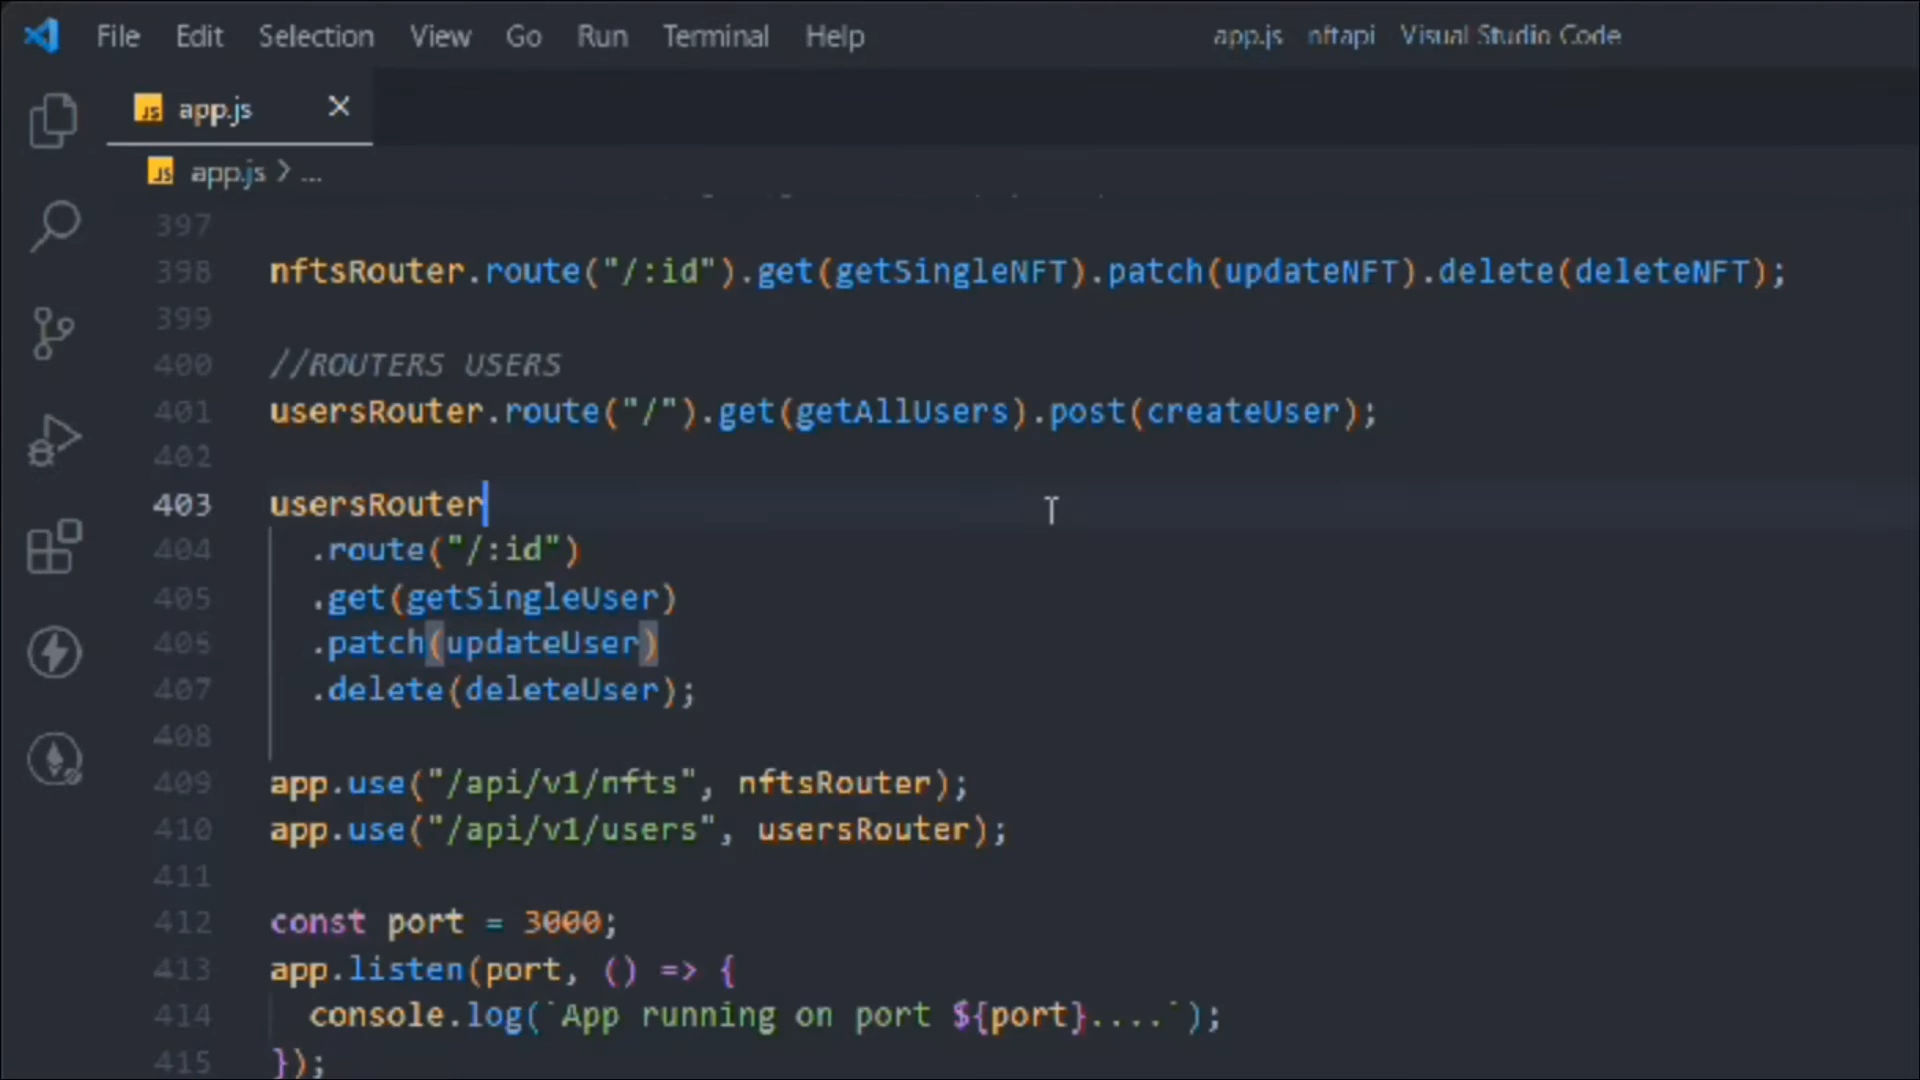 File Edit Selection View Go Run Terminal Help app.js nftapi Visual Studio Code
JS app.js
JS app.js > ...
397
398 nftsRouter.route("/:id").get(getSingleNFT).patch(updateNFT).delete(deleteNFT);
399
400 //ROUTERS USERS
401 usersRouter.route("/").get(getAllUsers).post(createUser);
402
403 usersRouter
404 .route("/:id")
405 .get(getSingleUser)
406 .patch(updateUser)
407 .delete(deleteUser);
408
409 app.use("/api/v1/nfts", nftsRouter);
410 app.use("/api/v1/users", usersRouter);
411
412 const port = 3000;
413 app.listen(port, () => {
414 console.log(`App running on port ${port}....`);
415 });